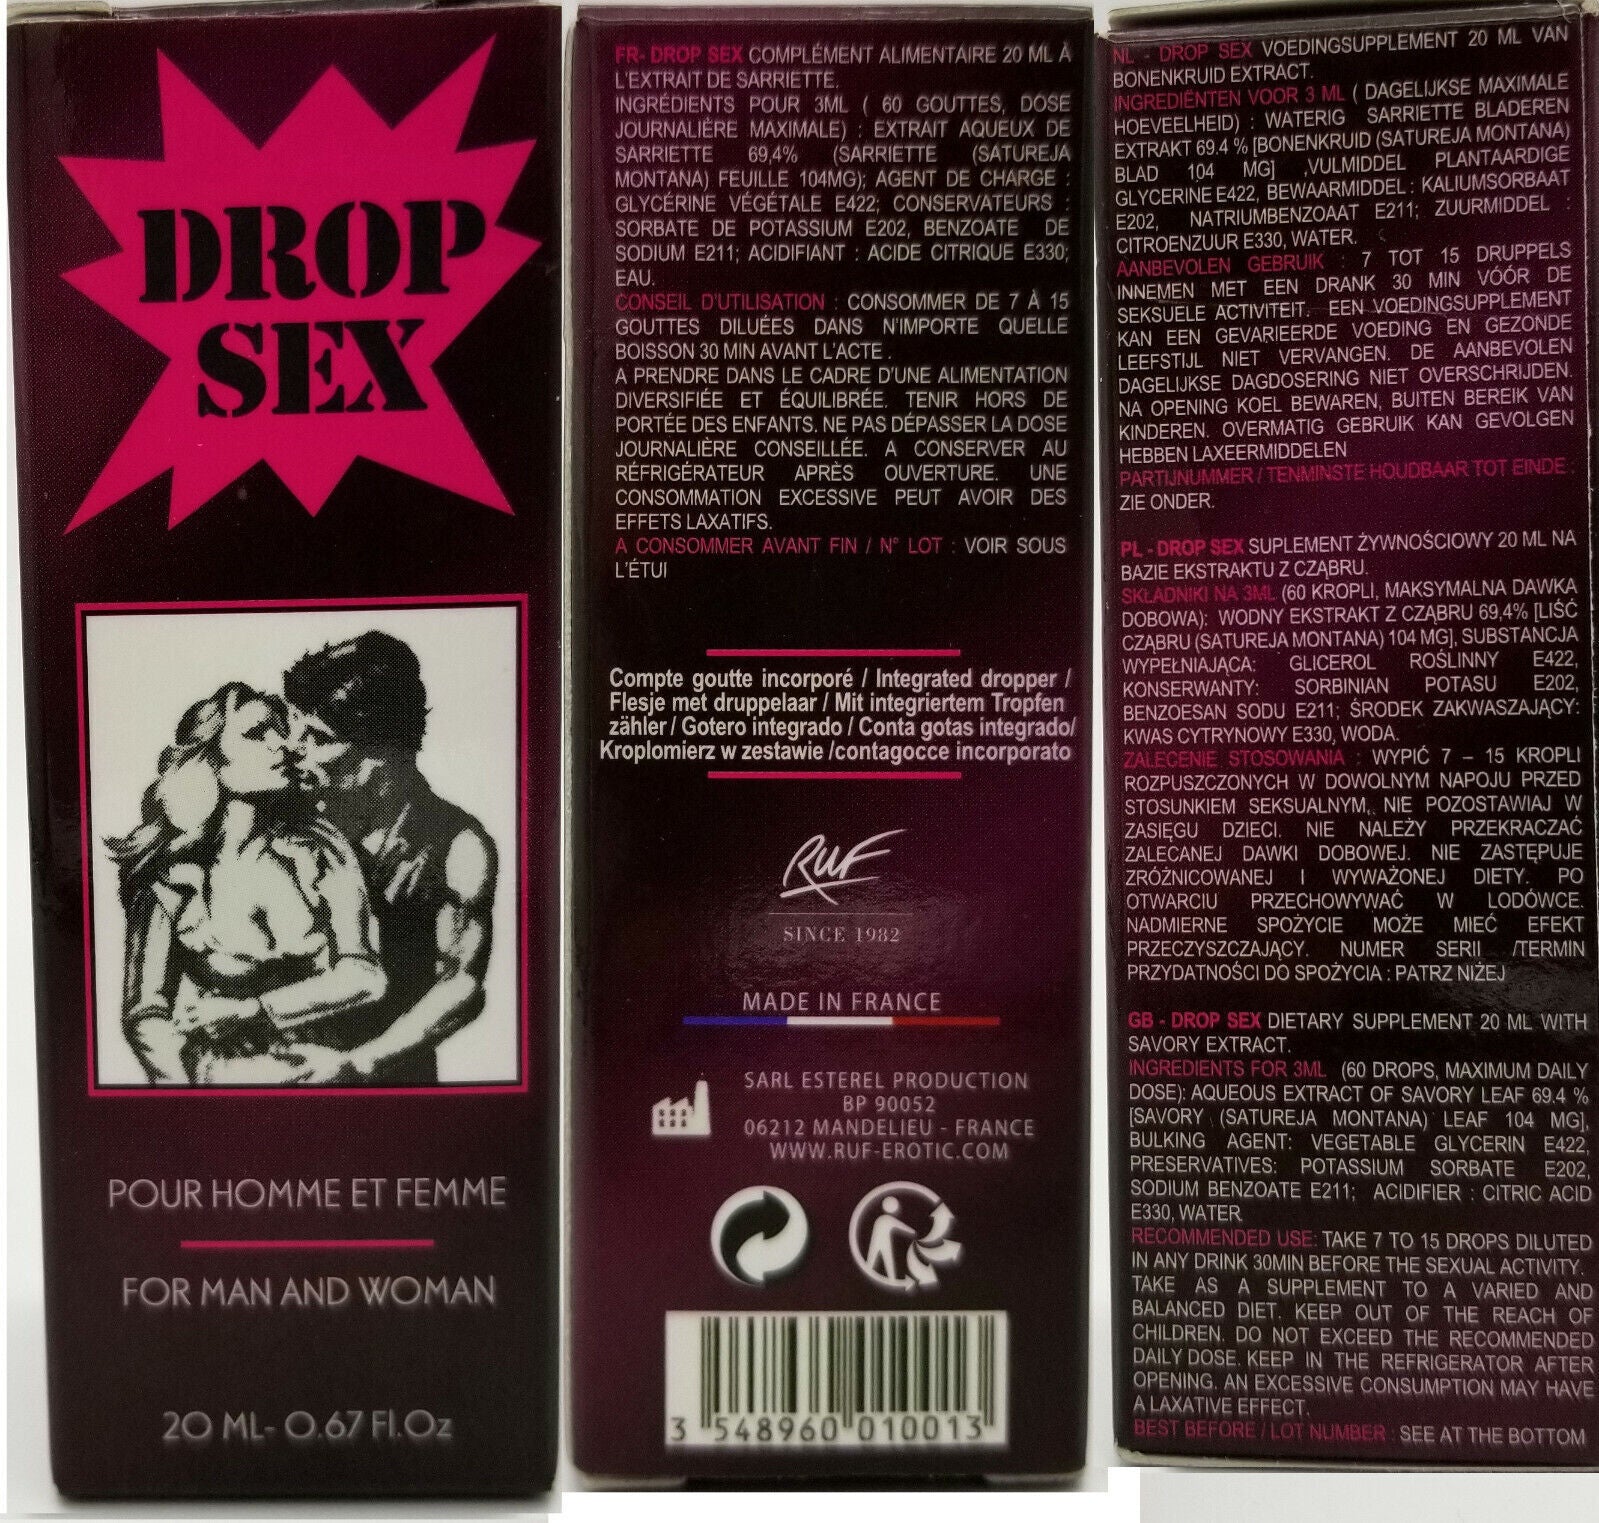 DROP
SEX
POUR HOMME ET FEMME
FOR MAN AND WOMAN
20 ML- 0.67 Fl.Oz
FR- DROP SEX COMPLÉMENT ALIMENTAIRE 20 ML À
L'EXTRAIT DE SARRIETTE.
INGRÉDIENTS POUR 3ML ( 60 GOUTTES, DOSE
JOURNALIÈRE MAXIMALE) : EXTRAIT AQUEUX DE
SARRIETTE 69,4% (SARRIETTE (SATUREJA
MONTANA) FEUILLE 104MG); AGENT DE CHARGE :
GLYCÉRINE VÉGÉTALE E422; CONSERVATEURS :
SORBATE DE POTASSIUM E202, BENZOATE DE
SODIUM E211; ACIDIFIANT : ACIDE CITRIQUE E330;
EAU.
CONSEIL D'UTILISATION : CONSOMMER DE 7 À 15
GOUTTES DILUÉES DANS N'IMPORTE QUELLE
BOISSON 30 MIN AVANT L'ACTE .
A PRENDRE DANS LE CADRE D'UNE ALIMENTATION
DIVERSIFIÉE ET ÉQUILIBRÉE. TENIR HORS DE
PORTÉE DES ENFANTS. NE PAS DÉPASSER LA DOSE
JOURNALIÈRE CONSEILLÉE. A CONSERVER AU
RÉFRIGÉRATEUR APRÈS OUVERTURE. UNE
CONSOMMATION EXCESSIVE PEUT AVOIR DES
EFFETS LAXATIFS.
A CONSOMMER AVANT FIN / N° LOT : VOIR SOUS
L'ÉTUI
Compte goutte incorporé / Integrated dropper /
Flesje met druppelaar / Mit integriertem Tropfen
zähler / Gotero integrado / Conta gotas integrado/
Kroplomierz w zestawie /contagocce incorporato
RUF
SINCE 1982
MADE IN FRANCE
SARL ESTEREL PRODUCTION
BP 90052
06212 MANDELIEU - FRANCE
WWW.RUF-EROTIC.COM
3 548960 010013
NL - DROP SEX VOEDINGSUPPLEMENT 20 ML VAN
BONENKRUID EXTRACT.
INGREDIËNTEN VOOR 3 ML ( DAGELIJKSE MAXIMALE
HOEVEELHEID) : WATERIG SARRIETTE BLADEREN
EXTRAKT 69.4 % [BONENKRUID (SATUREJA MONTANA)
BLAD 104 MG] ,VULMIDDEL PLANTAARDIGE
GLYCERINE E422, BEWAARMIDDEL : KALIUMSORBAAT
E202, NATRIUMBENZOAAT E211; ZUURMIDDEL :
CITROENZUUR E330, WATER.
AANBEVOLEN GEBRUIK : 7 TOT 15 DRUPPELS
INNEMEN MET EEN DRANK 30 MIN VÓÓR DE
SEKSUELE ACTIVITEIT. EEN VOEDINGSUPPLEMENT
KAN EEN GEVARIEERDE VOEDING EN GEZONDE
LEEFSTIJL NIET VERVANGEN. DE AANBEVOLEN
DAGELIJKSE DAGDOSERING NIET OVERSCHRIJDEN.
NA OPENING KOEL BEWAREN, BUITEN BEREIK VAN
KINDEREN. OVERMATIG GEBRUIK KAN GEVOLGEN
HEBBEN LAXEERMIDDELEN
PARTIJNUMMER / TENMINSTE HOUDBAAR TOT EINDE :
ZIE ONDER.
PL - DROP SEX SUPLEMENT ŻYWNOŚCIOWY 20 ML NA
BAZIE EKSTRAKTU Z CZĄBRU.
SKŁADNIKI NA 3ML (60 KROPLI, MAKSYMALNA DAWKA
DOBOWA): WODNY EKSTRAKT Z CZĄBRU 69,4% [LIŚĆ
CZĄBRU (SATUREJA MONTANA) 104 MG], SUBSTANCJA
WYPEŁNIAJĄCA: GLICEROL ROŚLINNY E422,
KONSERWANTY: SORBINIAN POTASU E202,
BENZOESAN SODU E211; ŚRODEK ZAKWASZAJĄCY:
KWAS CYTRYNOWY E330, WODA.
ZALECENIE STOSOWANIA : WYPIĆ 7 – 15 KROPLI
ROZPUSZCZONYCH W DOWOLNYM NAPOJU PRZED
STOSUNKIEM SEKSUALNYM,, NIE POZOSTAWIAJ W
ZASIĘGU DZIECI. NIE NALEŻY PRZEKRACZAĆ
ZALECANEJ DAWKI DOBOWEJ. NIE ZASTĘPUJE
ZRÓŻNICOWANEJ I WYWAŻONEJ DIETY. PO
OTWARCIU PRZECHOWYWAĆ W LODÓWCE.
NADMIERNE SPOŻYCIE MOŻE MIEĆ EFEKT
PRZECZYSZCZAJĄCY. NUMER SERII /TERMIN
PRZYDATNOŚCI DO SPOŻYCIA : PATRZ NIŻEJ
GB - DROP SEX DIETARY SUPPLEMENT 20 ML WITH
SAVORY EXTRACT.
INGREDIENTS FOR 3ML (60 DROPS, MAXIMUM DAILY
DOSE): AQUEOUS EXTRACT OF SAVORY LEAF 69.4 %
[SAVORY (SATUREJA MONTANA) LEAF 104 MG],
BULKING AGENT: VEGETABLE GLYCERIN E422,
PRESERVATIVES: POTASSIUM SORBATE E202,
SODIUM BENZOATE E211; ACIDIFIER : CITRIC ACID
E330, WATER
RECOMMENDED USE: TAKE 7 TO 15 DROPS DILUTED
IN ANY DRINK 30MIN BEFORE THE SEXUAL ACTIVITY.
TAKE AS A SUPPLEMENT TO A VARIED AND
BALANCED DIET. KEEP OUT OF THE REACH OF
CHILDREN. DO NOT EXCEED THE RECOMMENDED
DAILY DOSE. KEEP IN THE REFRIGERATOR AFTER
OPENING. AN EXCESSIVE CONSUMPTION MAY HAVE
A LAXATIVE EFFECT.
BEST BEFORE / LOT NUMBER : SEE AT THE BOTTOM